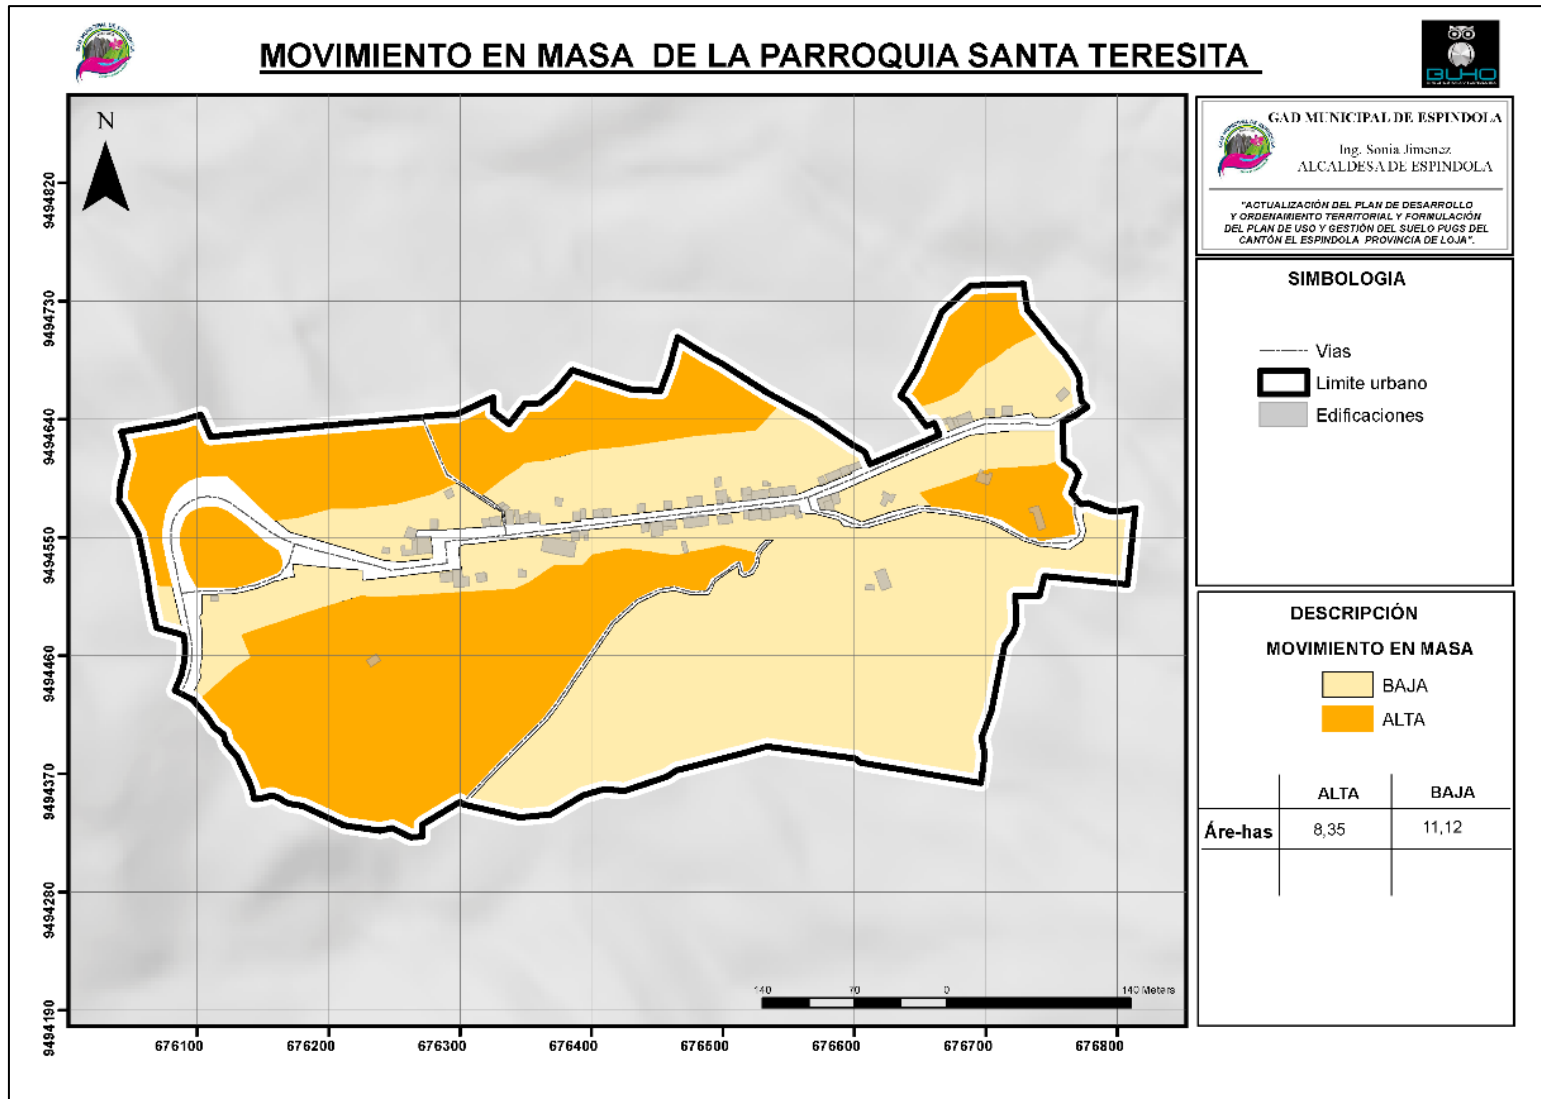 MOVIMIENTO EN MASA DE LA PARROQUIA SANTA TERESITA
BUHO
GAD MUNICIPAL DE ESPINDOLA
Ing. Sonia Jimenez
ALCALDESA DE ESPINDOLA
"ACTUALIZACIÓN DEL PLAN DE DESARROLLO
Y ORDENAMIENTO TERRITORIAL Y FORMULACIÓN
DEL PLAN DE USO Y GESTIÓN DEL SUELO PUGS DEL
CANTÓN EL ESPINDOLA PROVINCIA DE LOJA".
SIMBOLOGIA
Vias
Limite urbano
Edificaciones
DESCRIPCIÓN
MOVIMIENTO EN MASA
BAJA
ALTA
ALTA BAJA
Áre-has 8,35 11,12
N
9494820
9494730
9494640
9494550
9494460
9494370
9494280
9494190
140 70 0 140 Meters
676100 676200 676300 676400 676500 676600 676700 676800